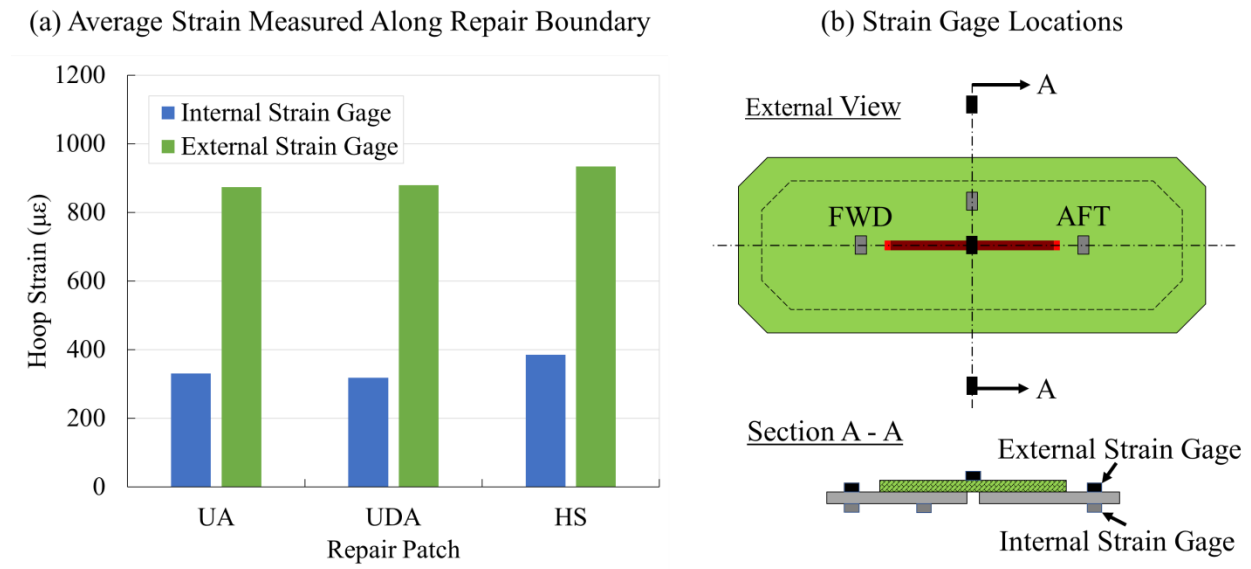 (a) Average Strain Measured Along Repair Boundary
1200
1000
800
600
400
200
0
Hoop Strain (με)
Internal Strain Gage
External Strain Gage
UA
UDA
HS
Repair Patch
(b) Strain Gage Locations
A
External View
FWD
AFT
A
Section A - A
External Strain Gage
Internal Strain Gage